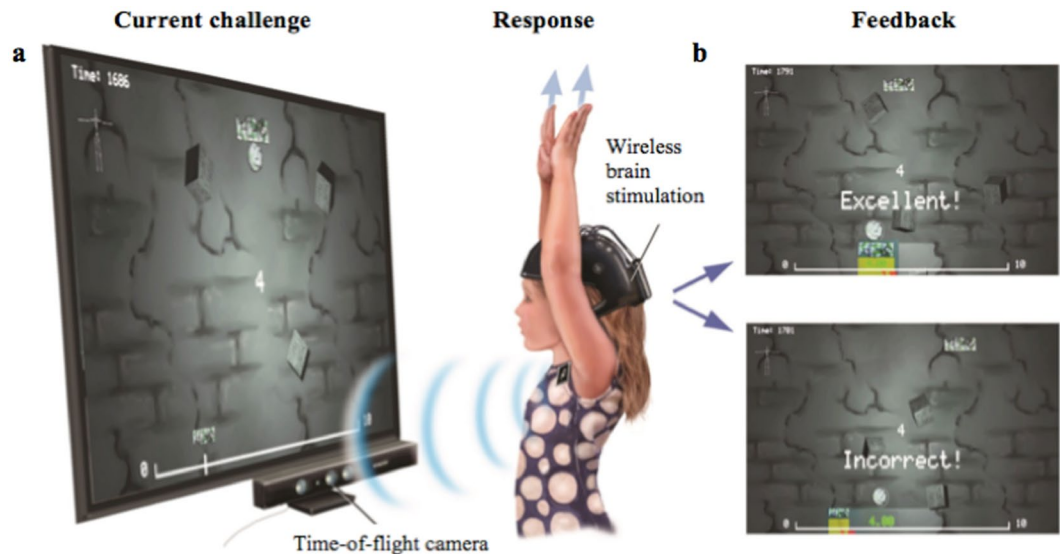 Current challenge
Response
Feedback
a
b
Time: 1686
4
0
10
Wireless
brain
stimulation
Time-of-flight camera
Time: 1791
4
Excellent!
0
10
Time: 1701
4
Incorrect!
4.00
0
10